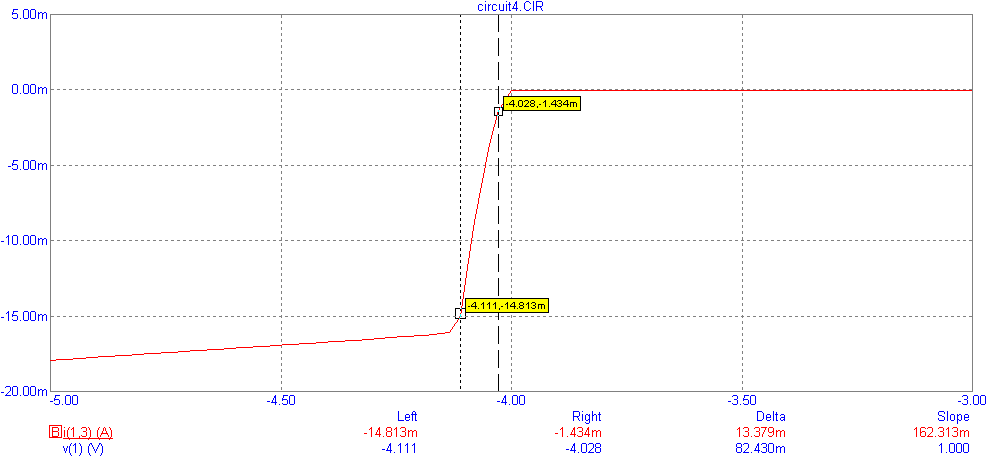 circuit4.CIR
5.00m
0.00m
-4.028,-1.434m
-5.00m
-10.00m
-4.111,-14.813m
-15.00m
-20.00m
-5.00 -4.50 -4.00 -3.50 -3.00
Left Right Delta Slope
B i(1,3) (A) -14.813m -1.434m 13.379m 162.313m
v(1) (V) -4.111 -4.028 82.430m 1.000